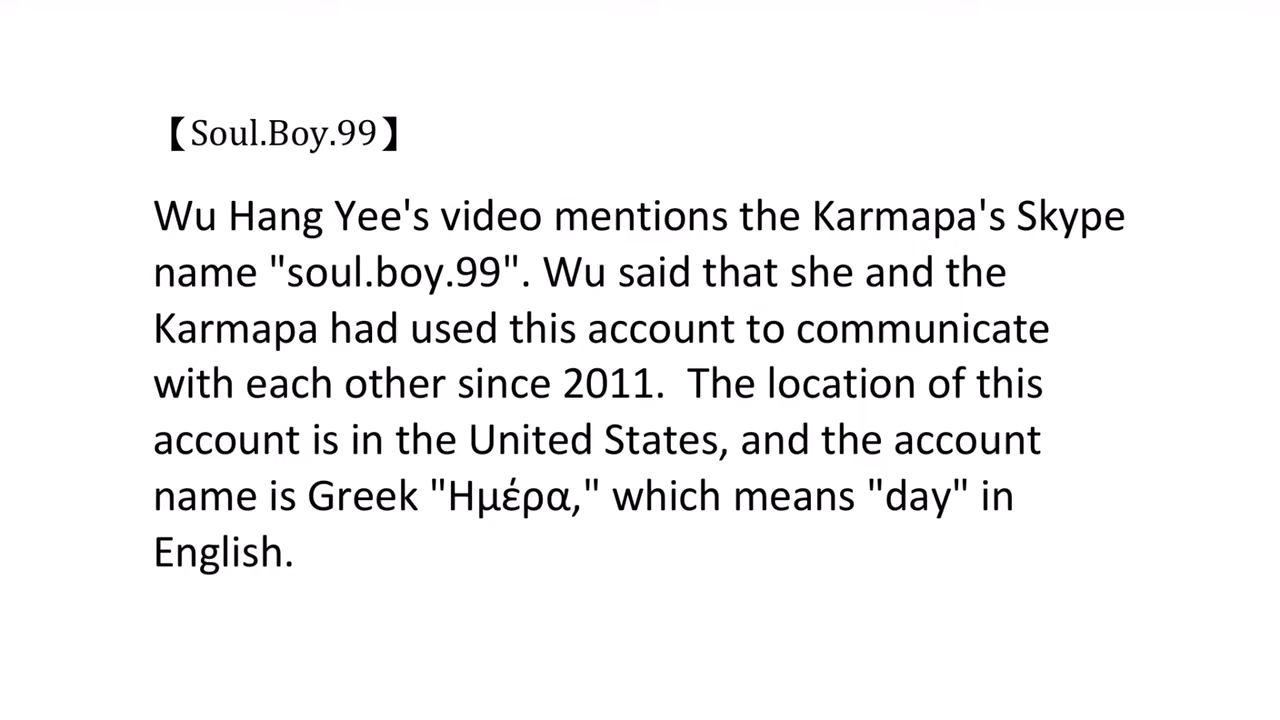 【Soul.Boy.99】
Wu Hang Yee's video mentions the Karmapa's Skype
name "soul.boy.99". Wu said that she and the
Karmapa had used this account to communicate
with each other since 2011.  The location of this
account is in the United States, and the account
name is Greek "Ημέρα," which means "day" in
English.